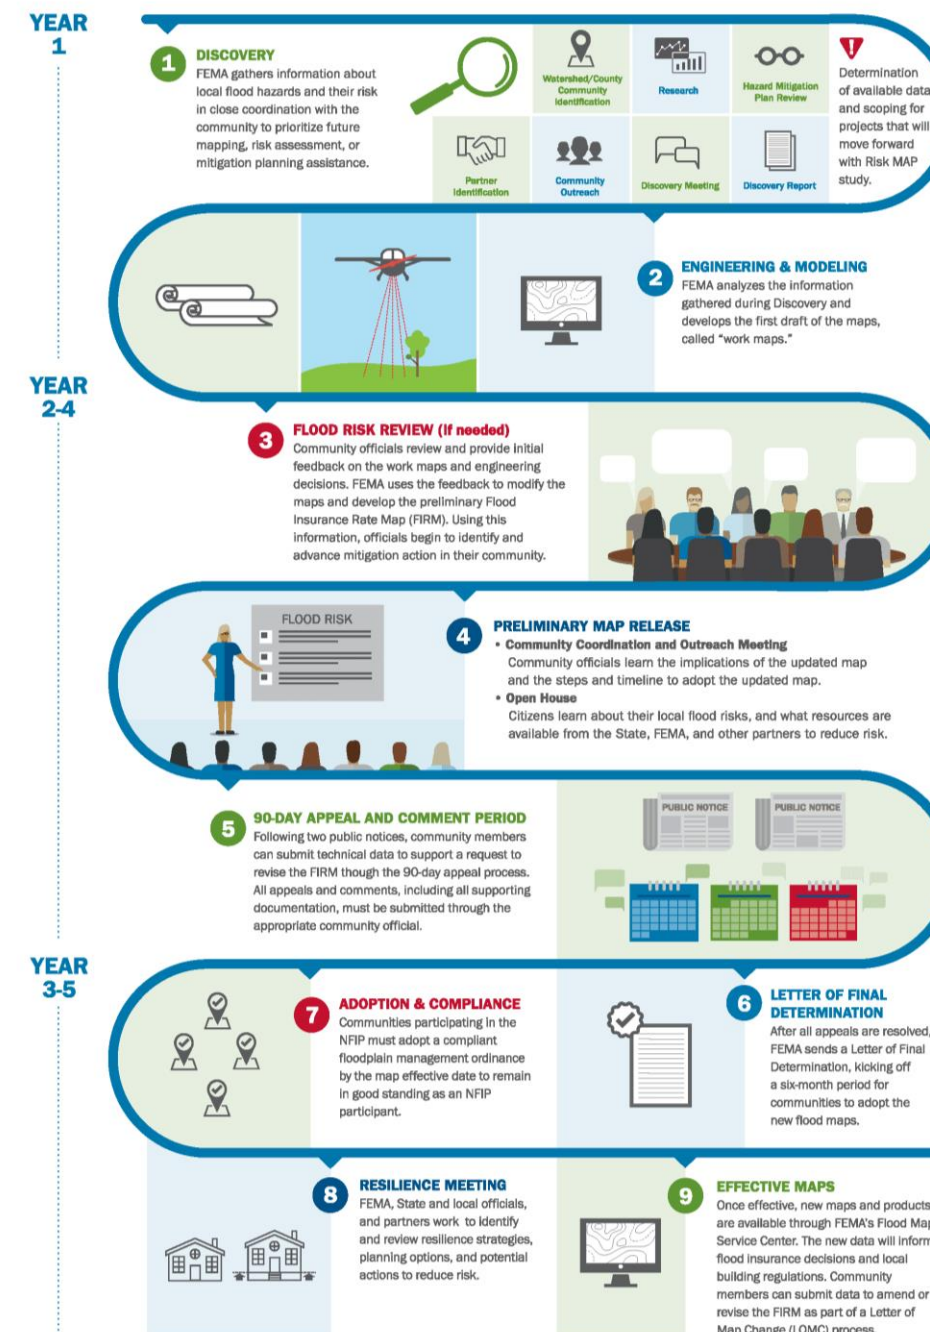 YEAR
1
1
DISCOVERY
FEMA gathers information about
local flood hazards and their risk
in close coordination with the
community to prioritize future
mapping, risk assessment, or
mitigation planning assistance.
Watershed/County
Community
Identification
Research
Hazard Mitigation
Plan Review
Partner
Identification
Community
Outreach
Discovery Meeting
Discovery Report
!
Determination
of available data
and scoping for
projects that will
move forward
with Risk MAP
study.
2
ENGINEERING & MODELING
FEMA analyzes the information
gathered during Discovery and
develops the first draft of the maps,
called “work maps.”
YEAR
2-4
3
FLOOD RISK REVIEW (If needed)
Community officials review and provide initial
feedback on the work maps and engineering
decisions. FEMA uses the feedback to modify the
maps and develop the preliminary Flood
Insurance Rate Map (FIRM). Using this
information, officials begin to identify and
advance mitigation action in their community.
FLOOD RISK
4
PRELIMINARY MAP RELEASE
• Community Coordination and Outreach Meeting
Community officials learn the implications of the updated map
and the steps and timeline to adopt the updated map.
• Open House
Citizens learn about their local flood risks, and what resources are
available from the State, FEMA, and other partners to reduce risk.
5
90-DAY APPEAL AND COMMENT PERIOD
Following two public notices, community members
can submit technical data to support a request to
revise the FIRM though the 90-day appeal process.
All appeals and comments, including all supporting
documentation, must be submitted through the
appropriate community official.
PUBLIC NOTICE
PUBLIC NOTICE
YEAR
3-5
7
ADOPTION & COMPLIANCE
Communities participating in the
NFIP must adopt a compliant
floodplain management ordinance
by the map effective date to remain
in good standing as an NFIP
participant.
6
LETTER OF FINAL
DETERMINATION
After all appeals are resolved,
FEMA sends a Letter of Final
Determination, kicking off
a six-month period for
communities to adopt the
new flood maps.
8
RESILIENCE MEETING
FEMA, State and local officials,
and partners work to identify
and review resilience strategies,
planning options, and potential
actions to reduce risk.
9
EFFECTIVE MAPS
Once effective, new maps and products
are available through FEMA's Flood Map
Service Center. The new data will inform
flood insurance decisions and local
building regulations. Community
members can submit data to amend or
revise the FIRM as part of a Letter of
Map Change (LOMC) process.